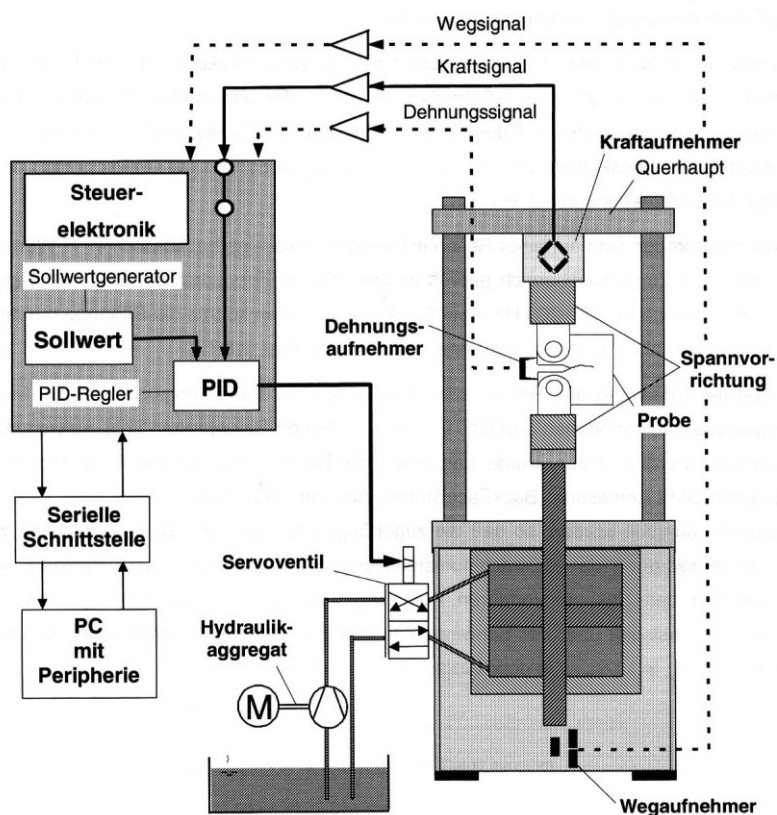 Wegsignal
Kraftsignal
Dehnungssignal
Kraftaufnehmer
Querhaupt
Steuer-
elektronik
Sollwertgenerator
Sollwert
PID-Regler
PID
Dehnungs-
aufnehmer
Spannvor-
richtung
Probe
Serielle
Schnittstelle
Servoventil
PC
mit
Peripherie
Hydraulik-
aggregat
M
Wegaufnehmer